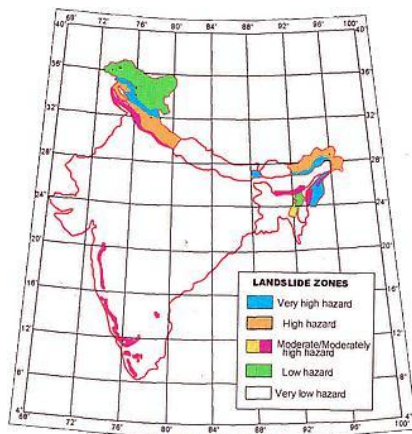 72° 76° 80° 84° 88° 92° 96° 100°
40°
36°
32°
28°
24°
20°
16°
12°
8°
4°
40°
36°
32°
28°
24°
20°
16°
12°
8°
LANDSLIDE ZONES
Very high hazard
High hazard
Moderate/Moderately
high hazard
Low hazard
Very low hazard
68° 72° 76° 80° 84° 88° 92° 96° 100°